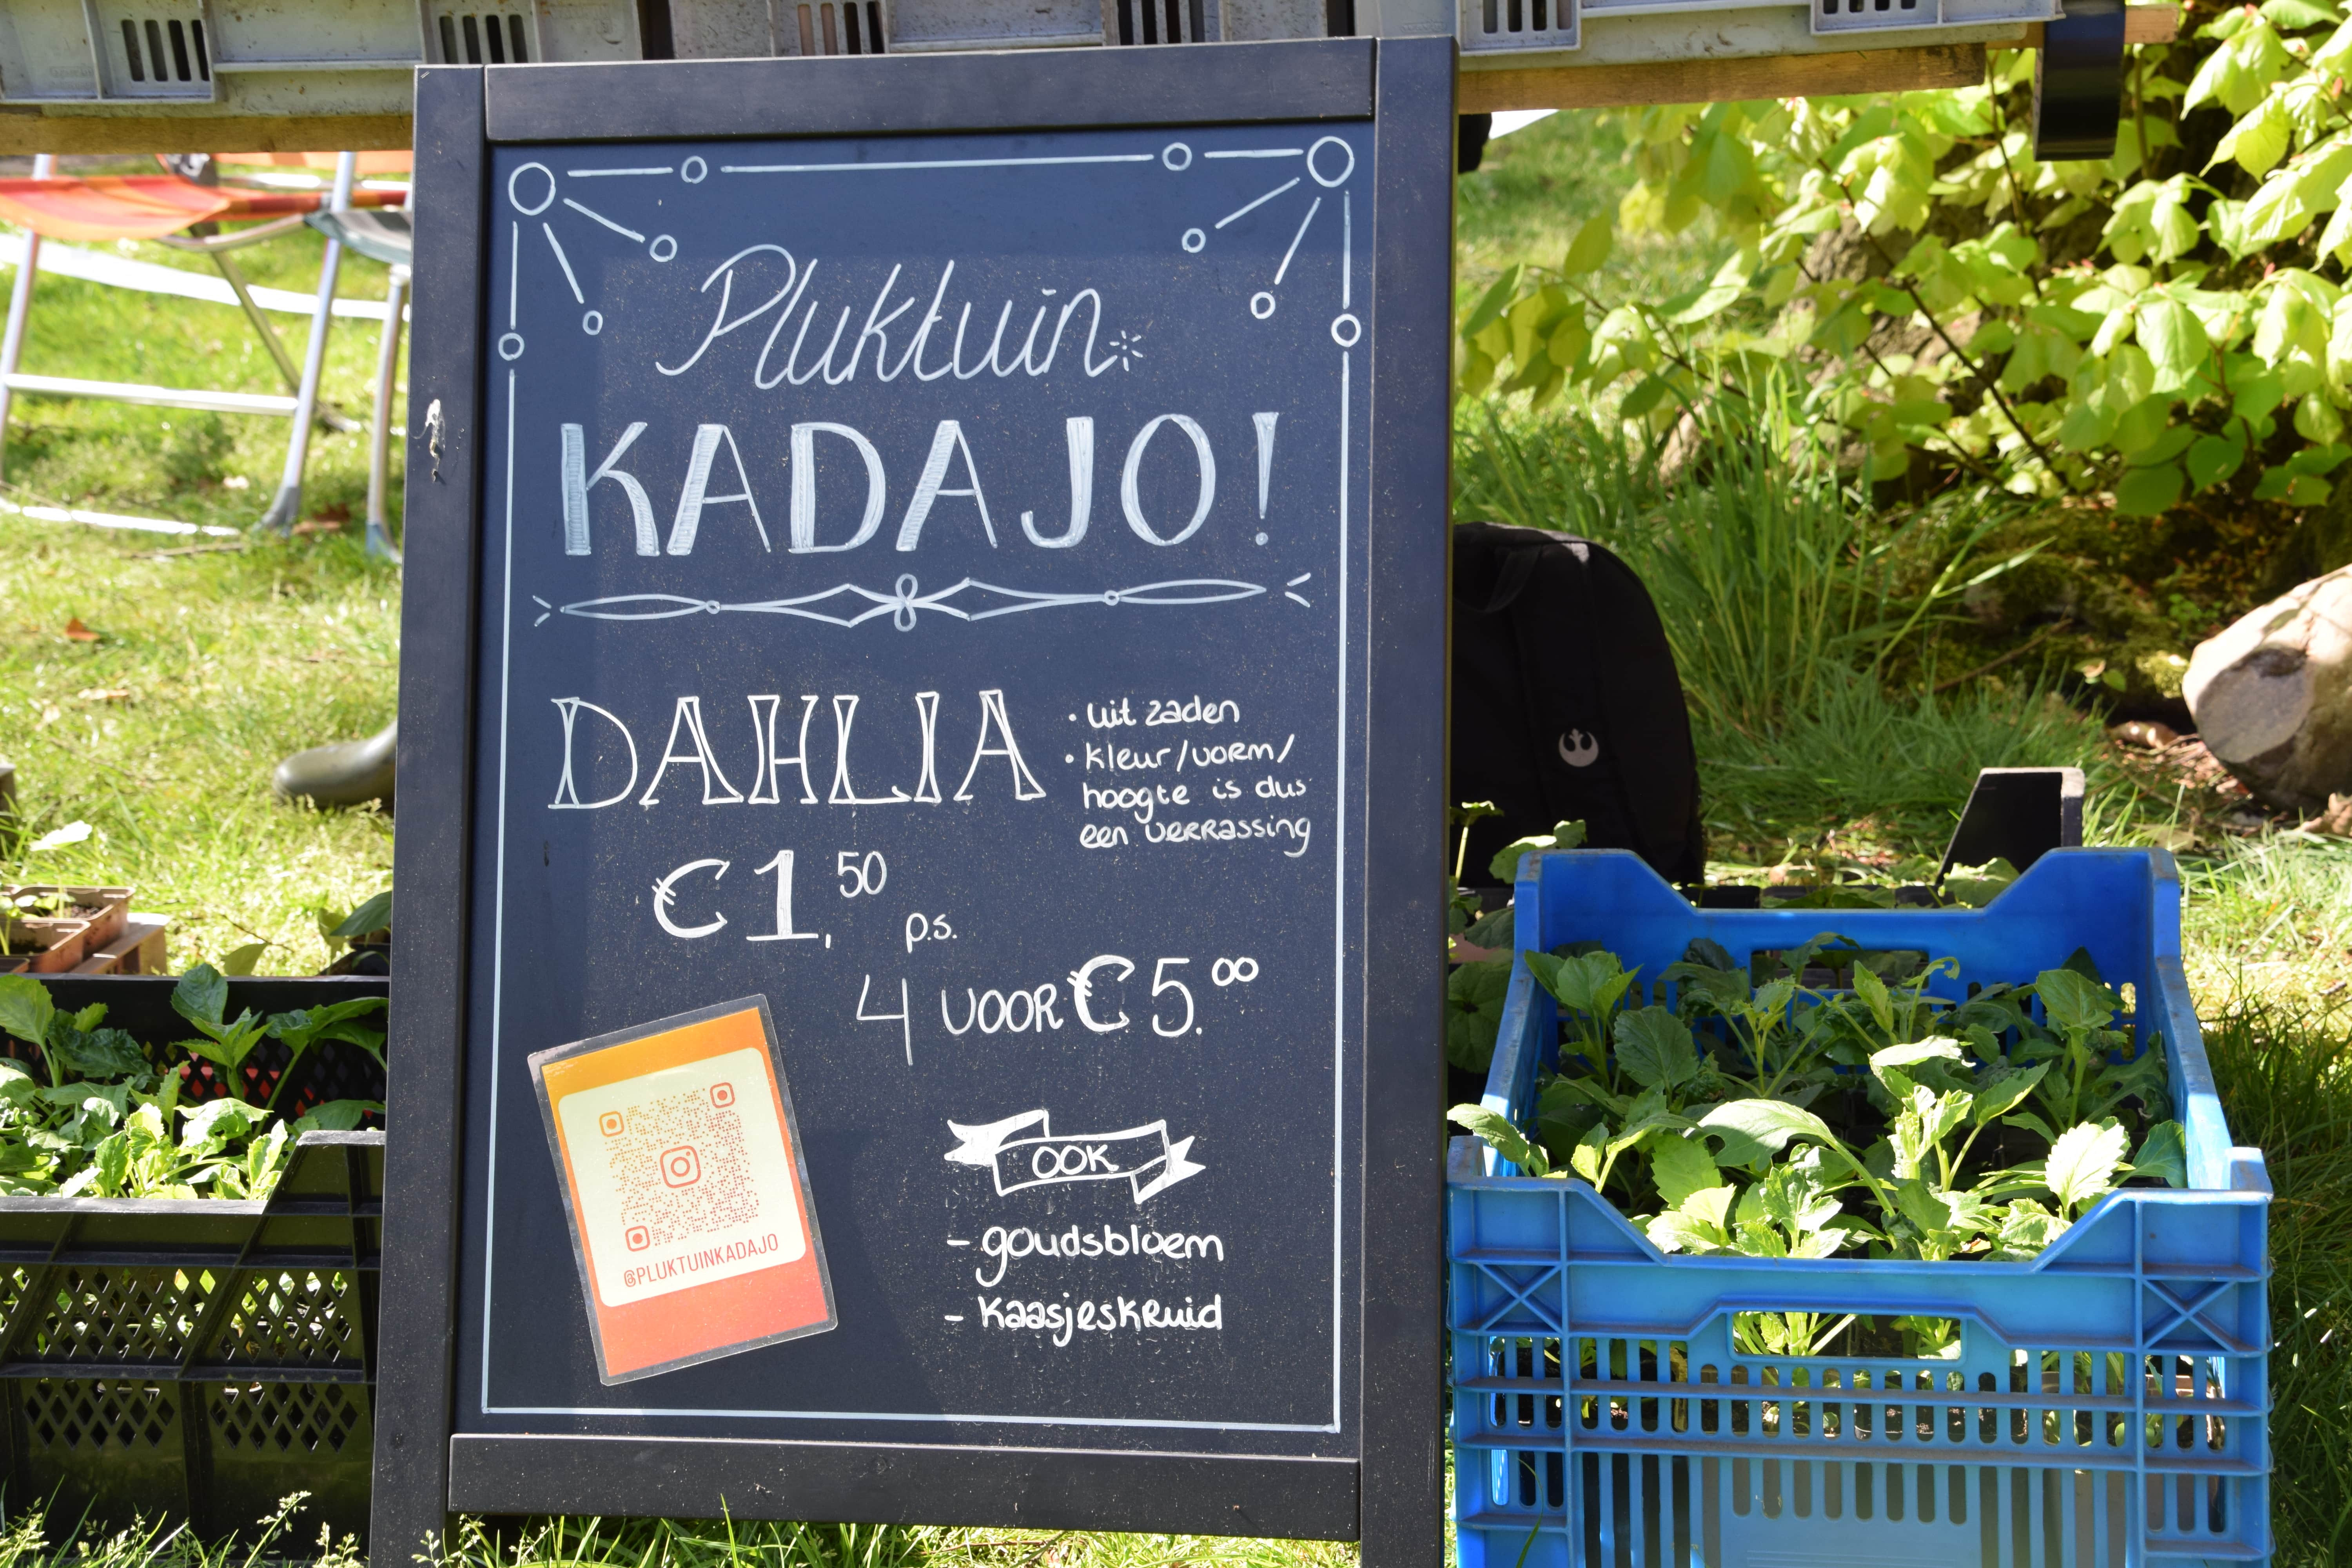 Pluktuin
KADAJO!
DAHLIA
• uit zaden
• kleur/vorm/
hoogte is dus
een verrassing
€1,50 p.s.
4 voor €5.00
OOK
- goudsbloem
- kaasjeskruid
@PLUKTUINKADAJO